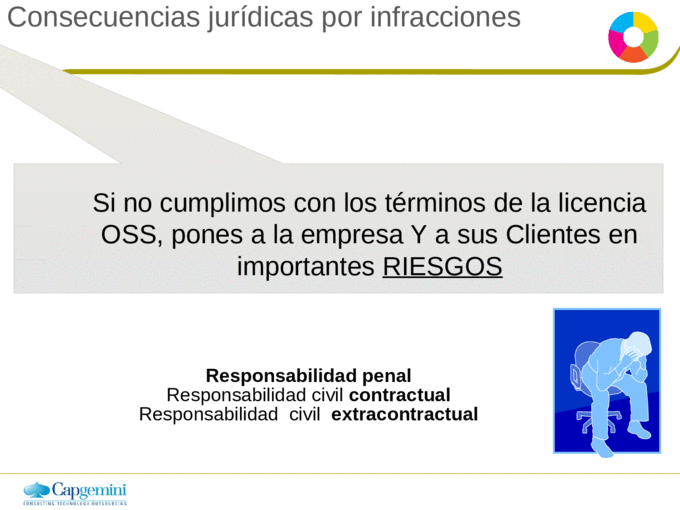 Consecuencias jurídicas por infracciones
Si no cumplimos con los términos de la licencia
OSS, pones a la empresa Y a sus Clientes en
importantes RIESGOS
Responsabilidad penal
Responsabilidad civil contractual
Responsabilidad civil extracontractual
Capgemini
CONSULTING.TECHNOLOGY.OUTSOURCING